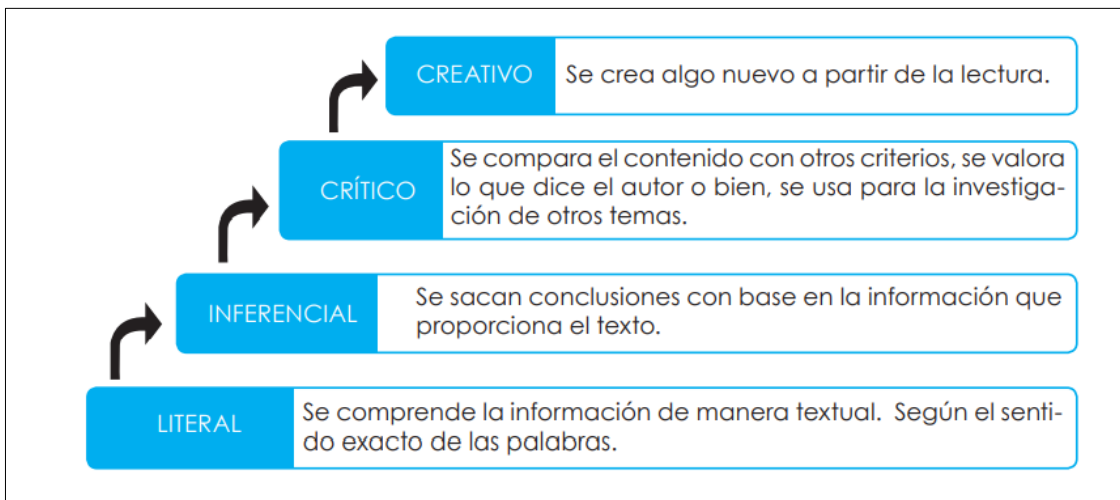 CREATIVO
Se crea algo nuevo a partir de la lectura.
CRÍTICO
Se compara el contenido con otros criterios, se valora
lo que dice el autor o bien, se usa para la investiga-
ción de otros temas.
INFERENCIAL
Se sacan conclusiones con base en la información que
proporciona el texto.
LITERAL
Se comprende la información de manera textual. Según el senti-
do exacto de las palabras.